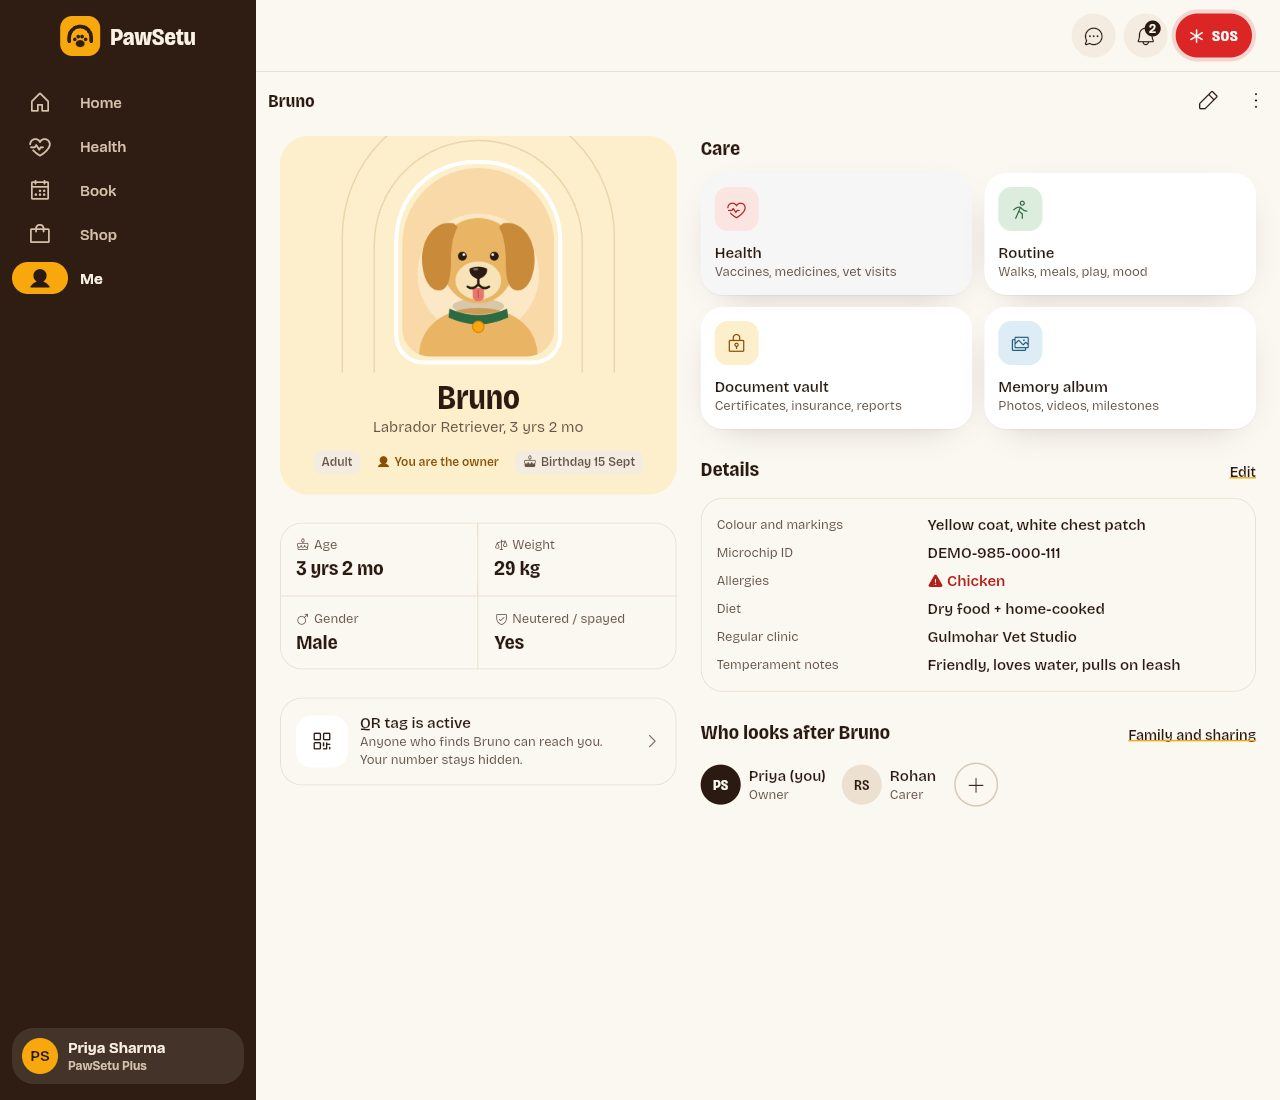 PawSetu
Home
Health
Book
Shop
Me
Priya Sharma
PS
PawSetu Plus
2
SOS
Bruno
Bruno
Labrador Retriever, 3 yrs 2 mo
Adult
You are the owner
Birthday 15 Sept
Age
3 yrs 2 mo
Weight
29 kg
Gender
Male
Neutered / spayed
Yes
QR tag is active
Anyone who finds Bruno can reach you.
Your number stays hidden.
Care
Health
Vaccines, medicines, vet visits
Routine
Walks, meals, play, mood
Document vault
Certificates, insurance, reports
Memory album
Photos, videos, milestones
Details
Edit
Colour and markings
Yellow coat, white chest patch
Microchip ID
DEMO-985-000-111
Allergies
Chicken
Diet
Dry food + home-cooked
Regular clinic
Gulmohar Vet Studio
Temperament notes
Friendly, loves water, pulls on leash
Who looks after Bruno
Family and sharing
PS
Priya (you)
Owner
RS
Rohan
Carer